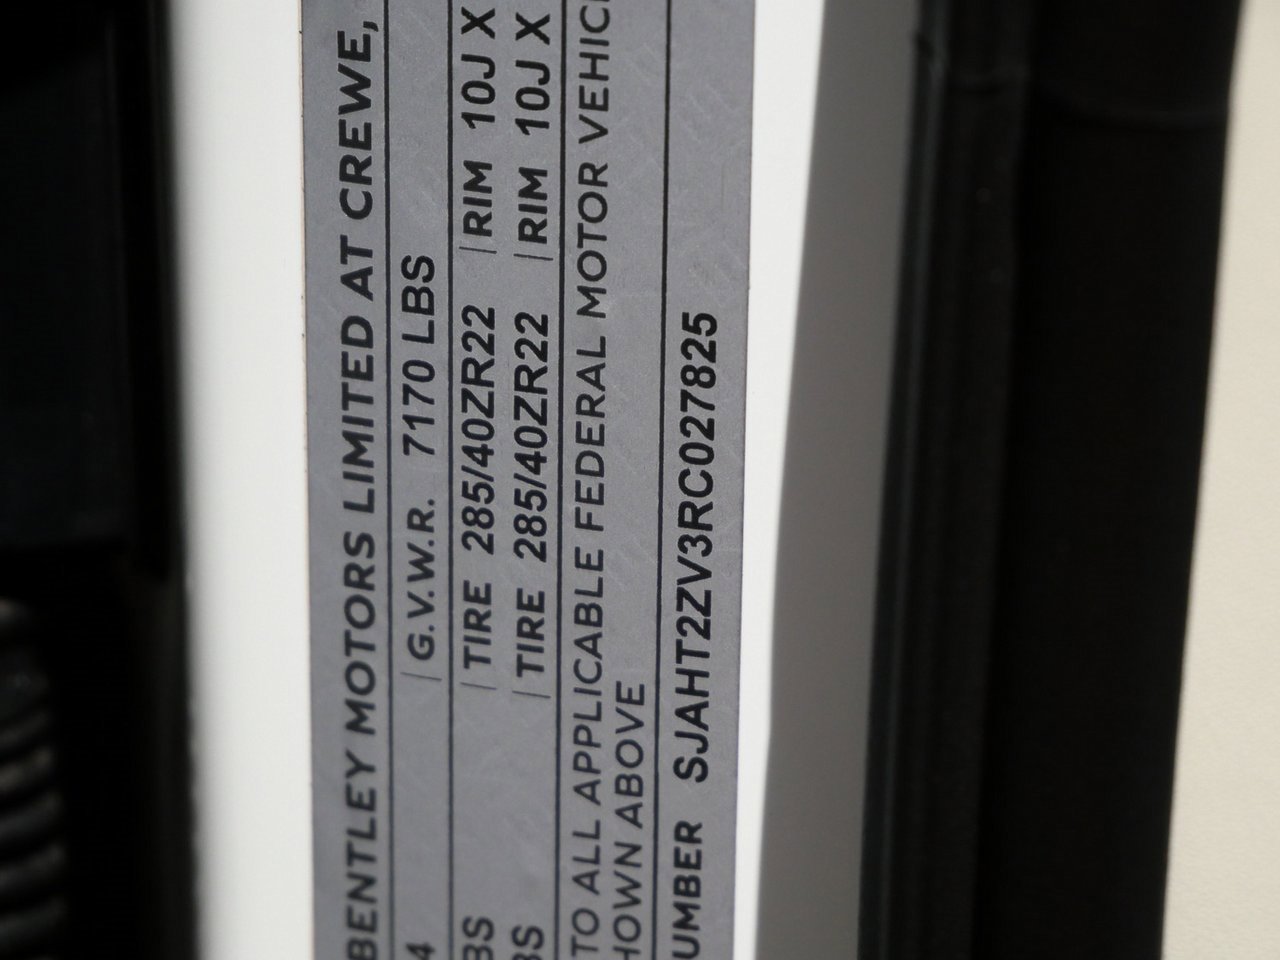 BENTLEY MOTORS LIMITED AT CREWE,
4 G.V.W.R. 7170 LBS
BS TIRE 285/40ZR22 RIM 10J X
BS TIRE 285/40ZR22 RIM 10J X
TO ALL APPLICABLE FEDERAL MOTOR VEHIC
HOWN ABOVE
UMBER SJAHT2ZV3RC027825